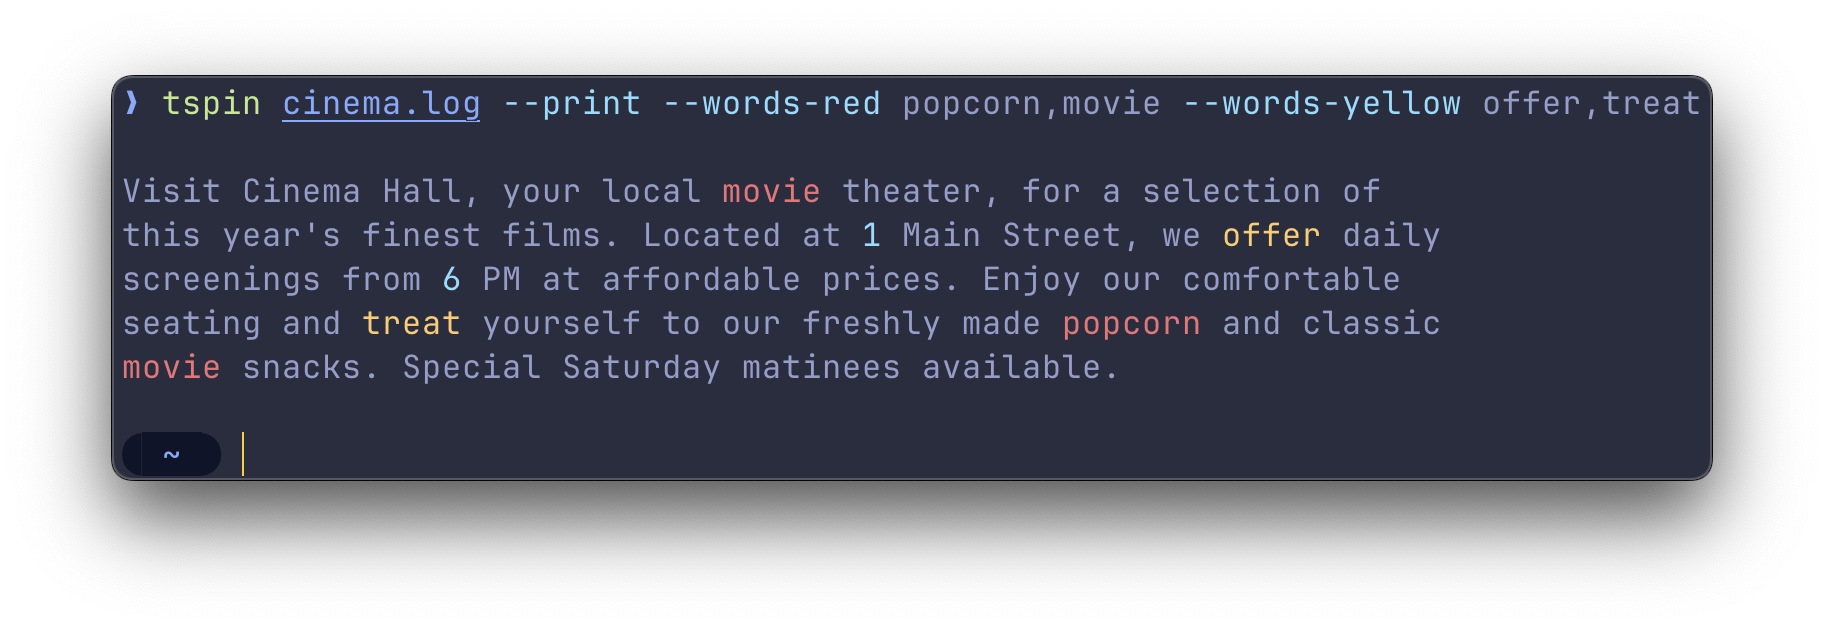 ❱ tspin cinema.log --print --words-red popcorn,movie --words-yellow offer,treat
Visit Cinema Hall, your local movie theater, for a selection of
this year's finest films. Located at 1 Main Street, we offer daily
screenings from 6 PM at affordable prices. Enjoy our comfortable
seating and treat yourself to our freshly made popcorn and classic
movie snacks. Special Saturday matinees available.
~